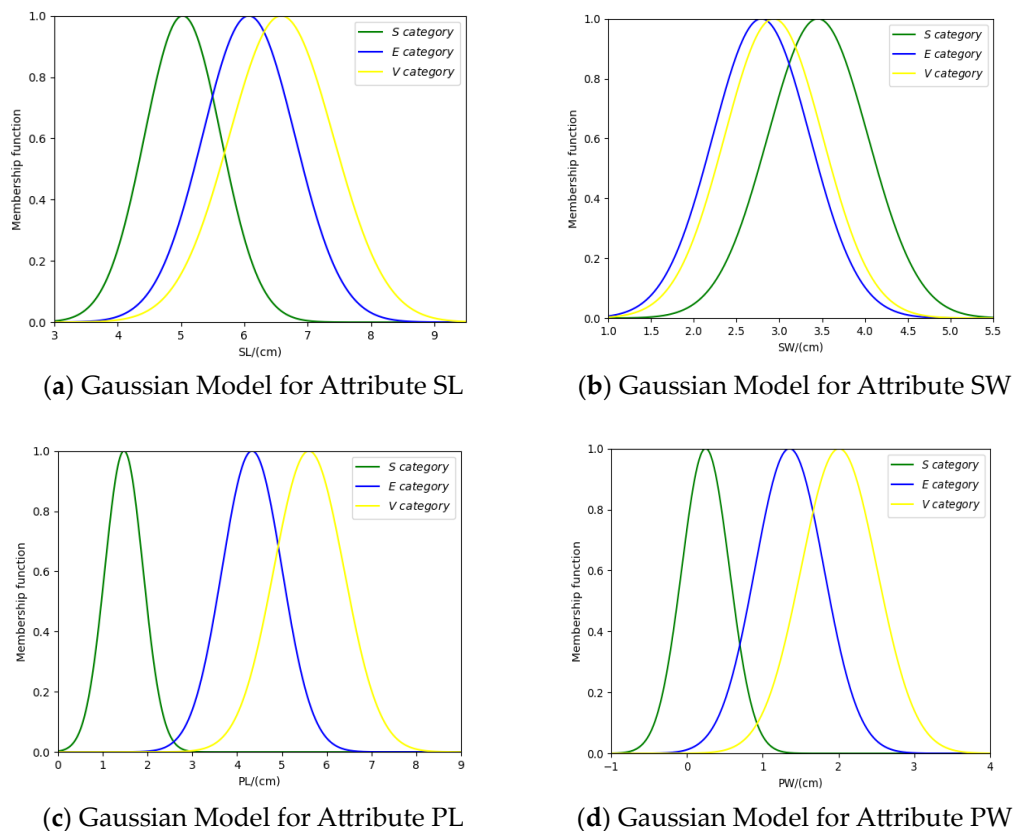 1.0
0.8
0.6
0.4
0.2
0.0
Membership function
3
4
5
6
7
8
9
SL/(cm)
S category
E category
V category
(a) Gaussian Model for Attribute SL
1.0
0.8
0.6
0.4
0.2
0.0
Membership function
1.0
1.5
2.0
2.5
3.0
3.5
4.0
4.5
5.0
5.5
SW/(cm)
S category
E category
V category
(b) Gaussian Model for Attribute SW
1.0
0.8
0.6
0.4
0.2
0.0
Membership function
0
1
2
3
4
5
6
7
8
9
PL/(cm)
S category
E category
V category
(c) Gaussian Model for Attribute PL
1.0
0.8
0.6
0.4
0.2
0.0
Membership function
−1
0
1
2
3
4
PW/(cm)
S category
E category
V category
(d) Gaussian Model for Attribute PW